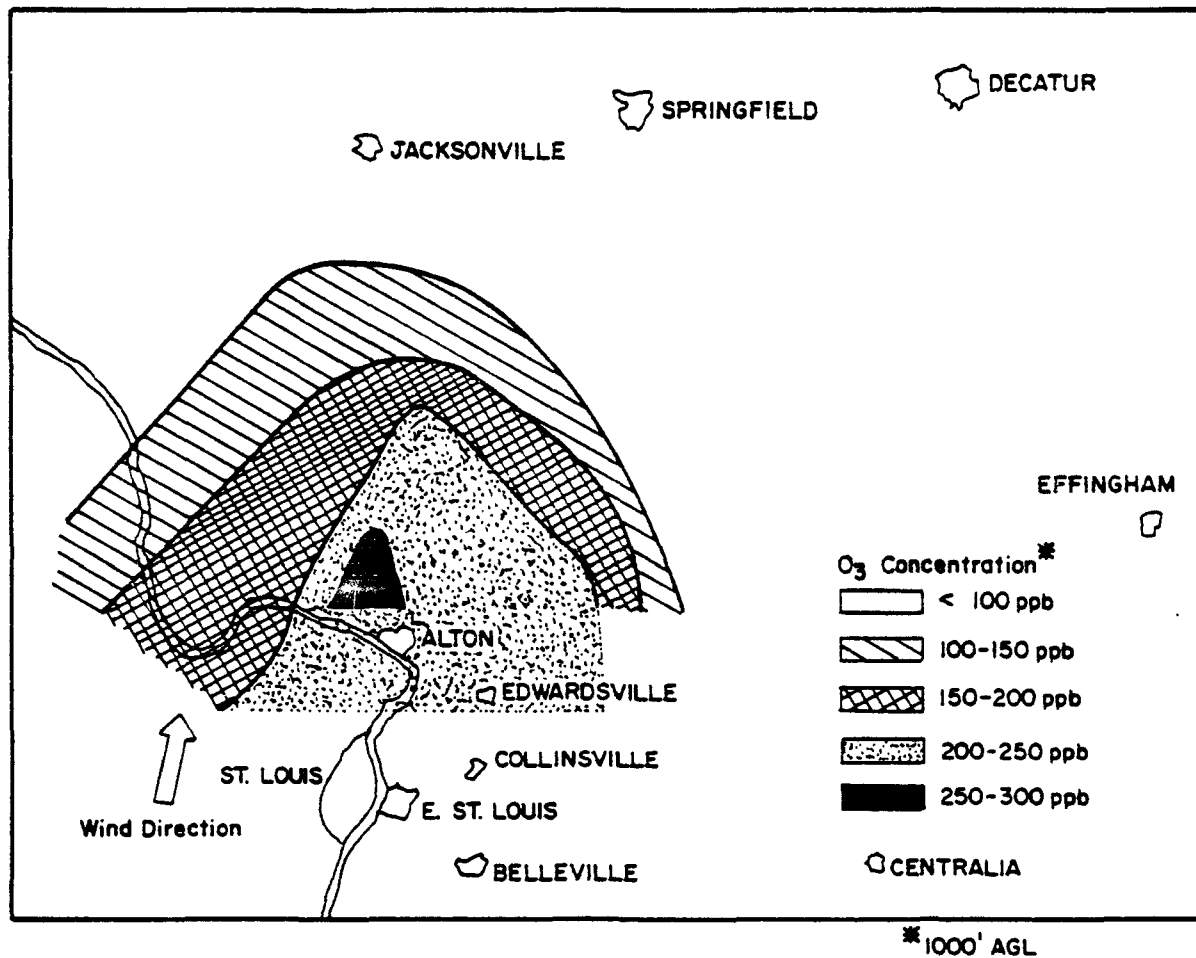 DECATUR
SPRINGFIELD
JACKSONVILLE
EFFINGHAM
O₃ Concentration*
< 100 ppb
100-150 ppb
150-200 ppb
200-250 ppb
250-300 ppb
ALTON
EDWARDSVILLE
ST. LOUIS
COLLINSVILLE
E. ST. LOUIS
Wind Direction
BELLEVILLE
CENTRALIA
*1000' AGL